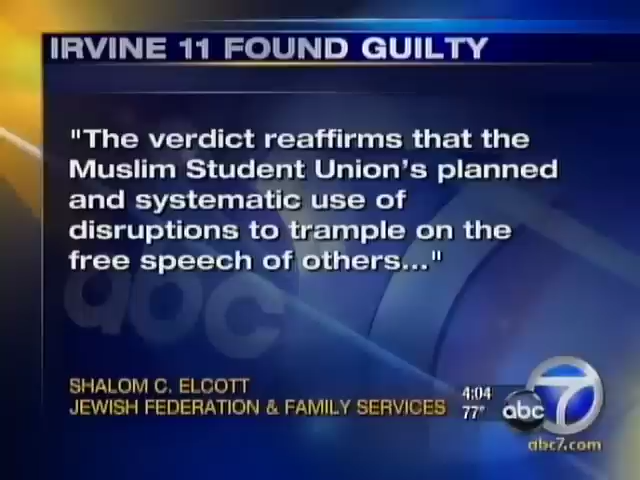 IRVINE 11 FOUND GUILTY
"The verdict reaffirms that the
Muslim Student Union's planned
and systematic use of
disruptions to trample on the
free speech of others..."
abc
SHALOM C. ELCOTT
JEWISH FEDERATION & FAMILY SERVICES
4:04
77°
abc 7
abc7.com